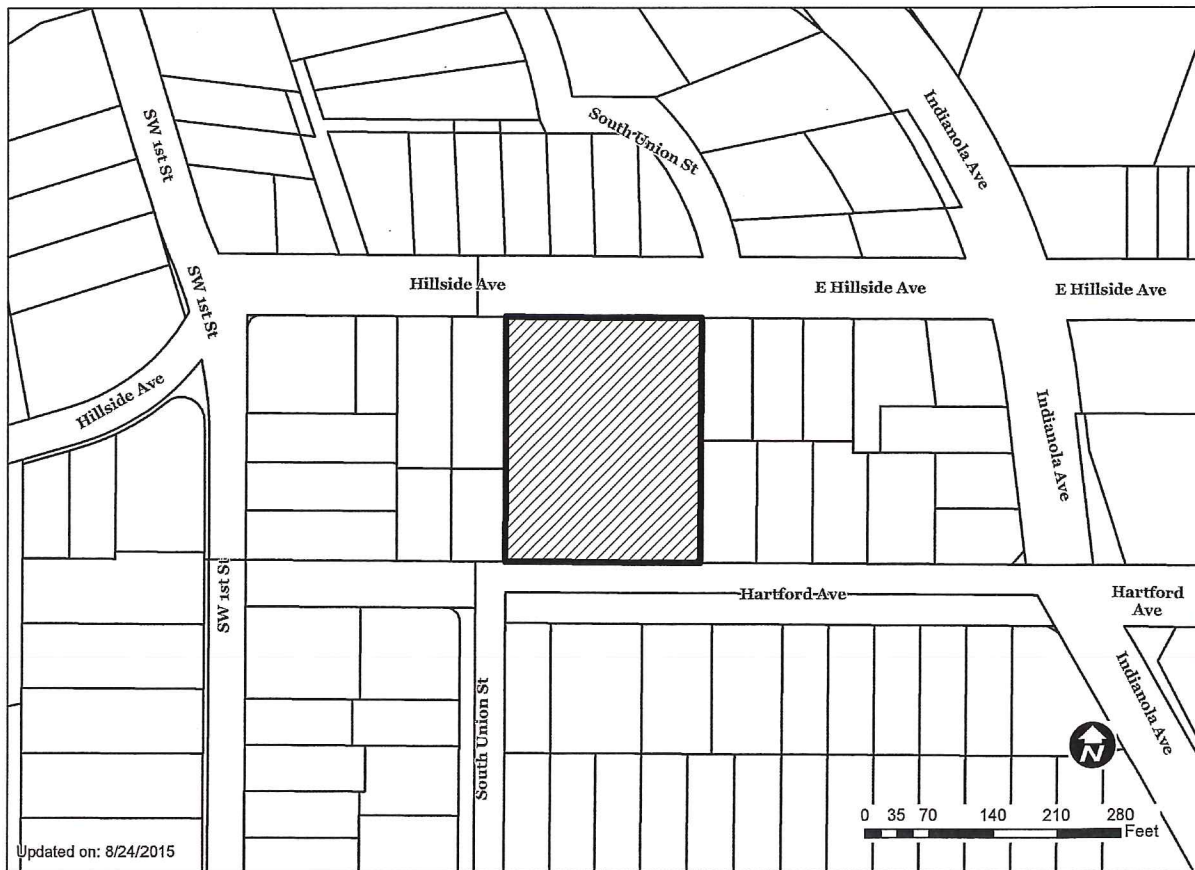 South Union St
Indianola Ave
SW 1st St
SW 1st St
Hillside Ave
E Hillside Ave
E Hillside Ave
Hillside Ave
Indianola Ave
SW 1st St
Hartford Ave
Hartford
Ave
South Union St
Indianola Ave
N
0 35 70 140 210 280
Feet
Updated on: 8/24/2015